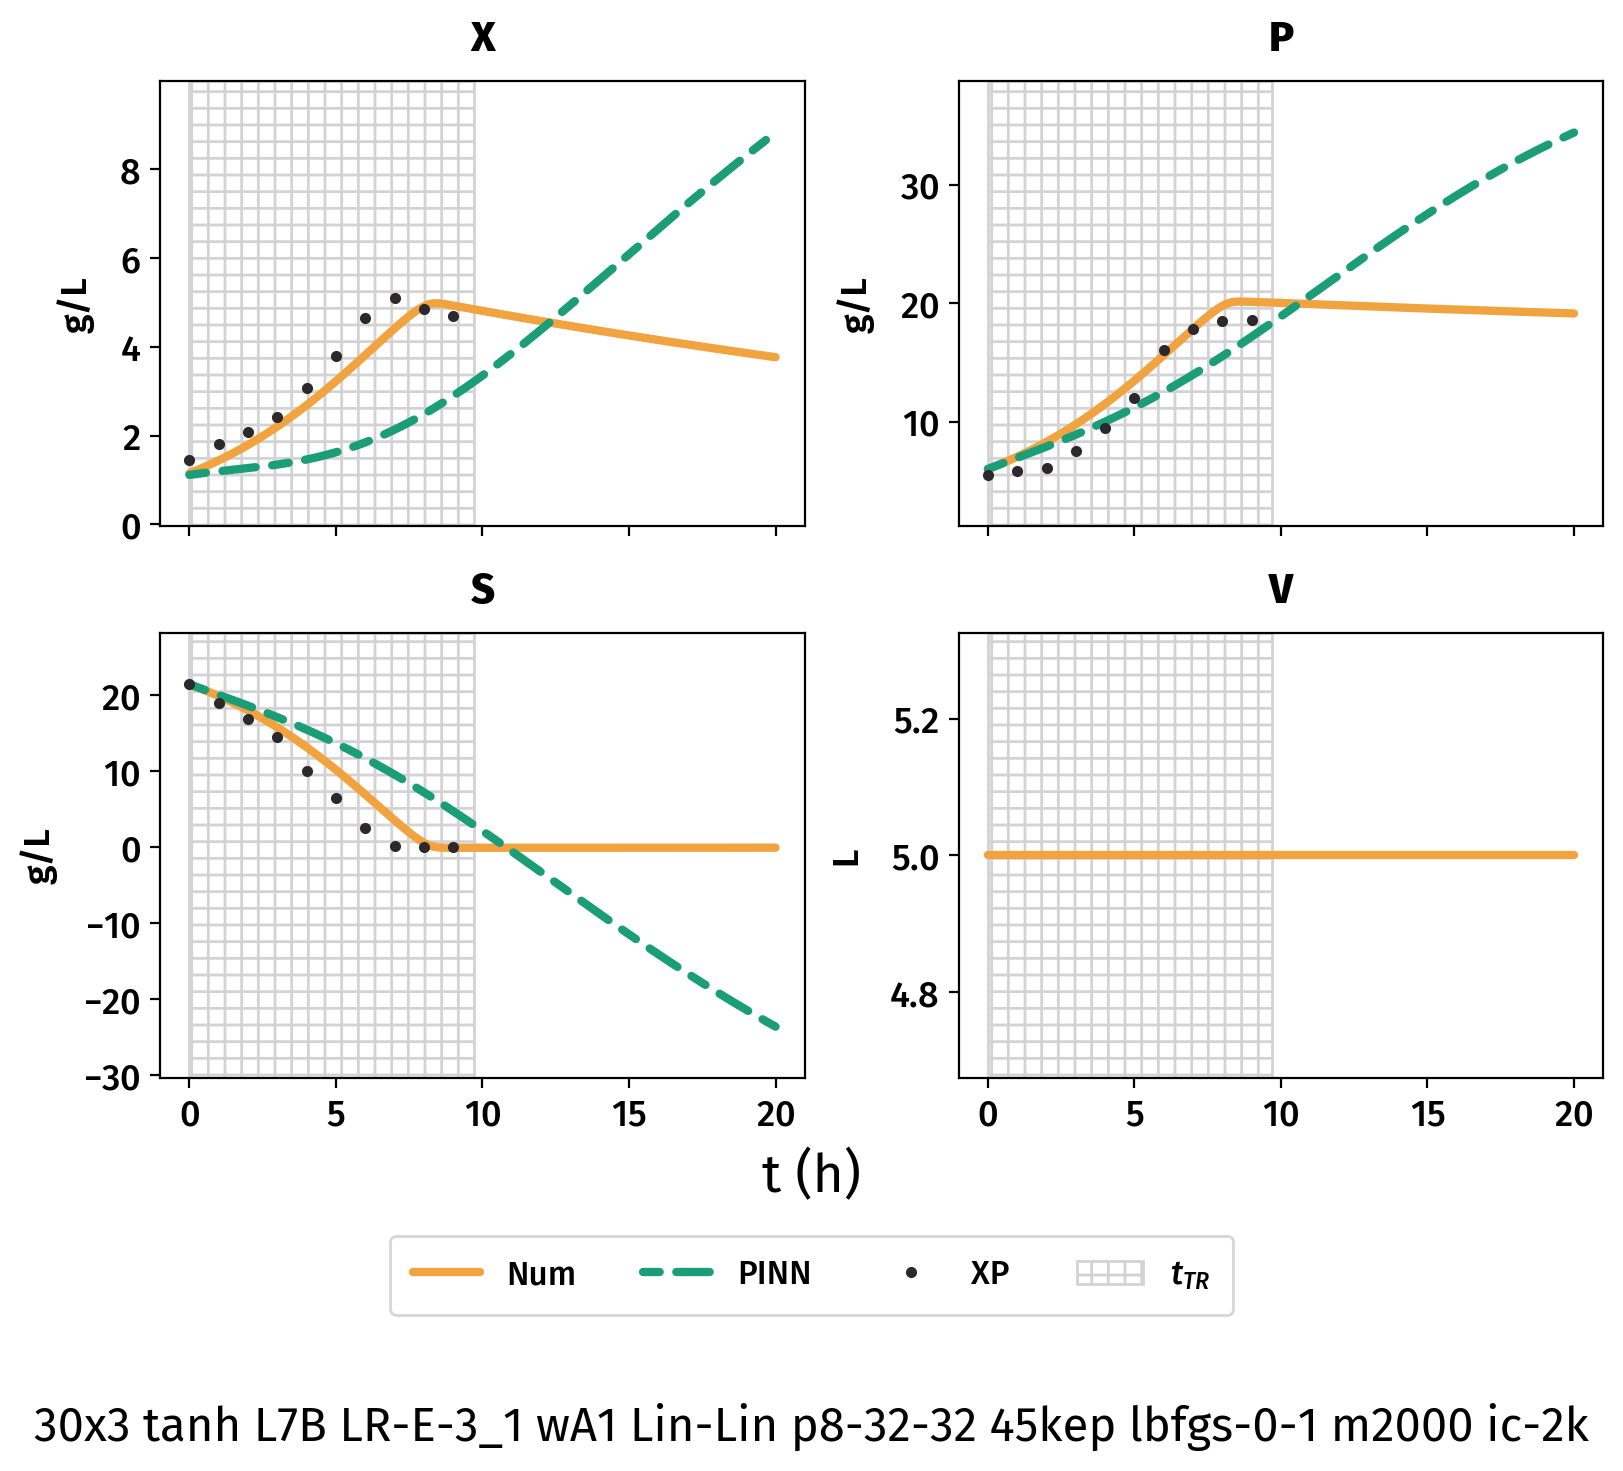 X
P
g/L
8
6
4
2
0
g/L
30
20
10
S
V
g/L
20
10
0
−10
−20
−30
L
5.2
5.0
4.8
0 5 10 15 20
0 5 10 15 20
t (h)
Num PINN XP tTR
30x3 tanh L7B LR-E-3_1 wA1 Lin-Lin p8-32-32 45kep lbfgs-0-1 m2000 ic-2k